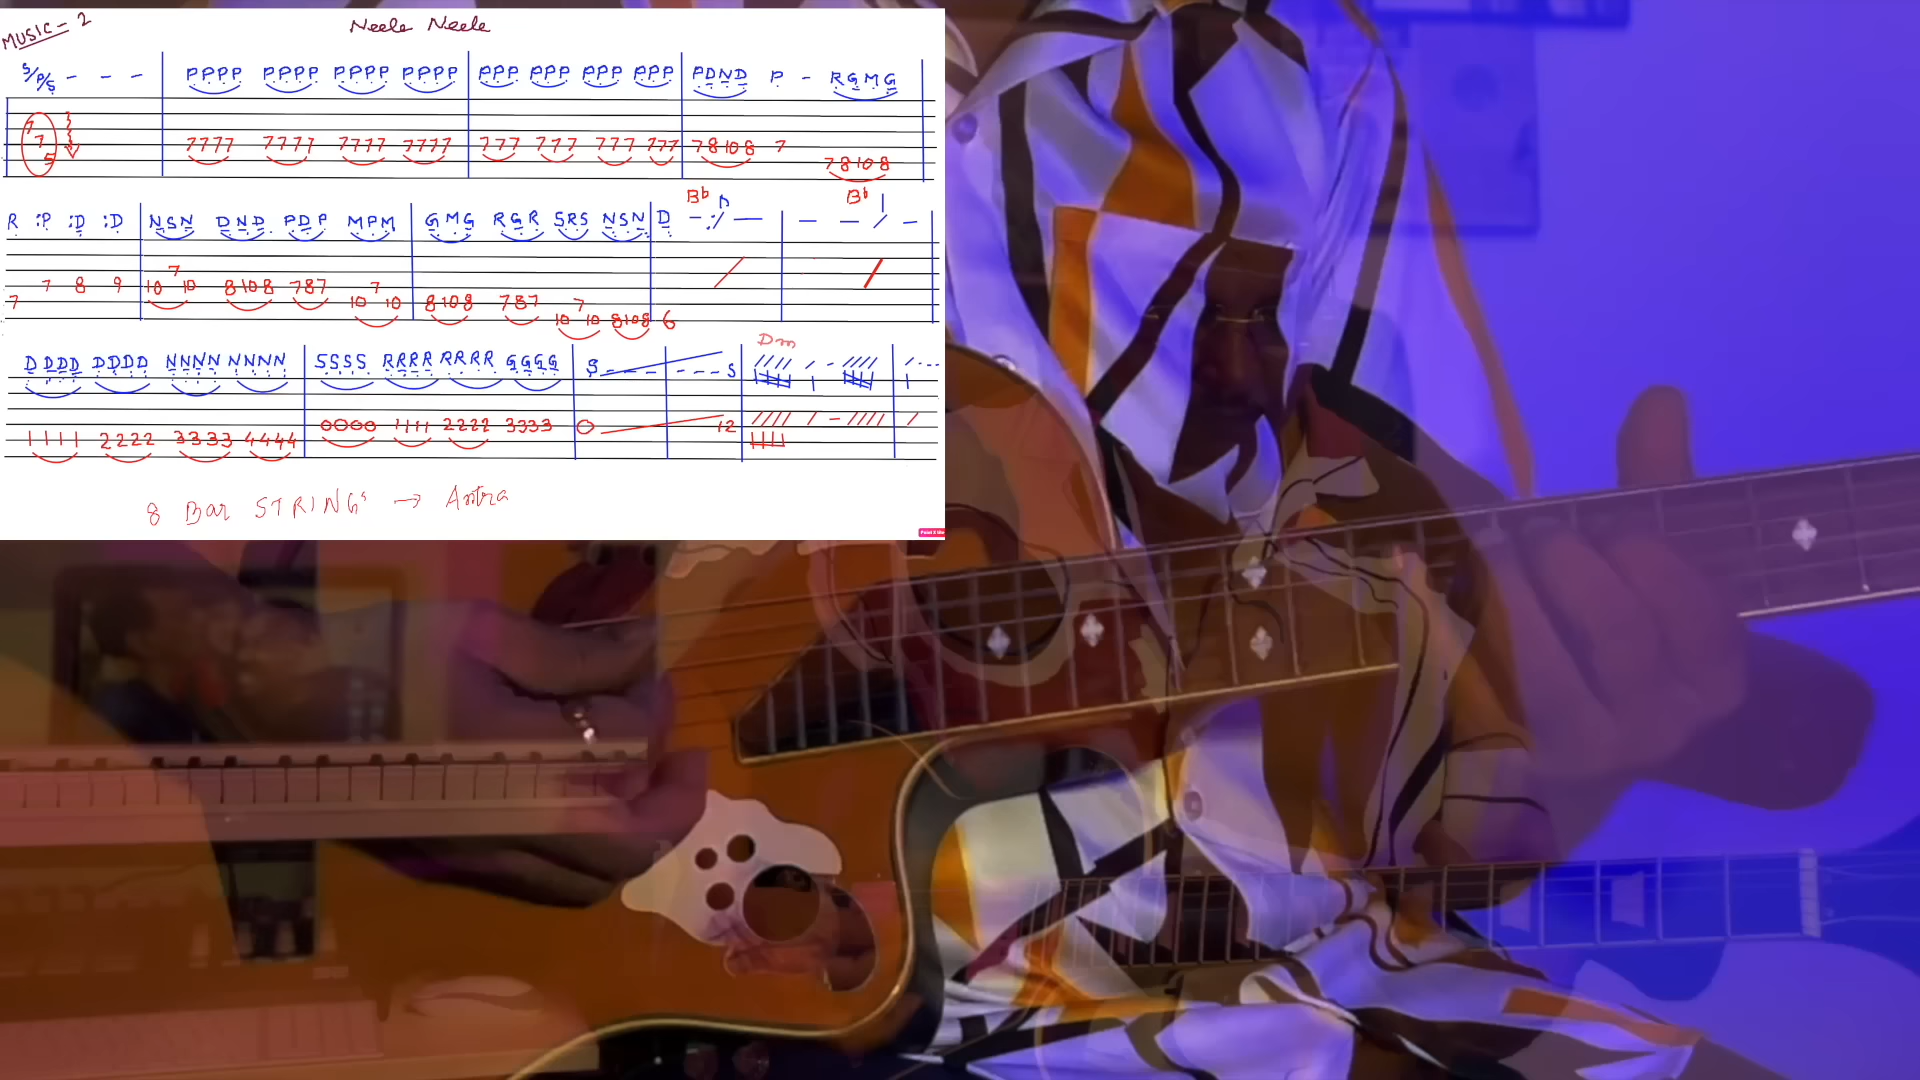 MUSIC - 2
Neele Neele
S/P/S - - - PPPP PPPP PPPP PPPP PPP PPP PPP PPP PDND P - RGMG
7 7 5 7777 7777 7777 7777 777 777 777 777 78108 7 78108
Bb Bb
R :P :D :D NSN DND PDP MPM GMG RGR SRS NSN D - / — — — / -
7 7 8 9 10 7 10 8108 787 10 7 10 8108 787 10 7 10 8108 6
Dm
DDDD DDDD NNNN NNNN SSSS RRRR RRRR GGGG S - - - - - - S
1111 2222 3333 4444 0000 1111 2222 3333 0 12
8 Bar STRINGS → Antra